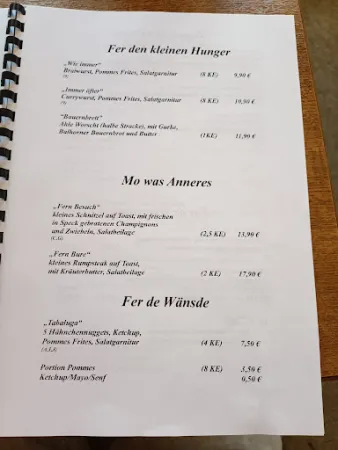 Fer den kleinen Hunger
„Wie immer"
Bratwurst, Pommes Frites, Salatgarnitur (8 KE) 9,90 €
„Immer öfter"
Currywurst, Pommes Frites, Salatgarnitur (8 KE) 10,90 €
"Bauernbrett"
Ahle Worscht (halbe Stracke), mit Gurke,
Balhorner Bauernbrot und Butter (1KE) 11,90 €
Mo was Anneres
„Fern Besuch"
kleines Schnitzel auf Toast, mit frischen
in Speck gebratenen Champignons
und Zwiebeln, Salatbeilage (2,5 KE) 13,90 €
„Fern Bure"
kleines Rumpsteak auf Toast,
mit Kräuterbutter, Salatbeilage (2 KE) 17,90 €
Fer de Wänsde
„Tabaluga"
5 Hähnchennuggets, Ketchup,
Pommes Frites, Salatgarnitur (4 KE) 7,50 €
Portion Pommes (8 KE) 3,50 €
Ketchup/Mayo/Senf 0,50 €